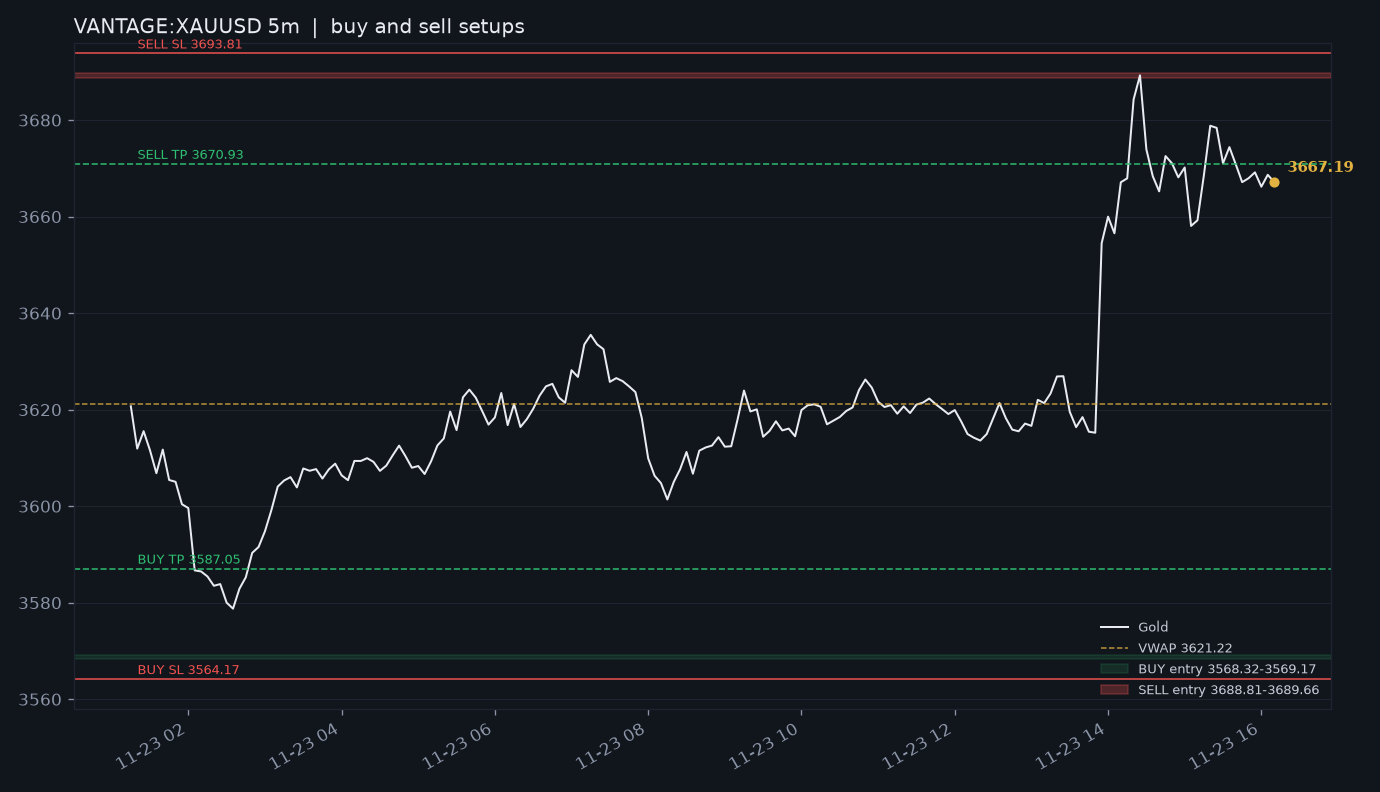 VANTAGE:XAUUSD 5m | buy and sell setups
SELL SL 3693.81
3680
SELL TP 3670.93
3667.19
3660
3640
3620
3600
BUY TP 3587.05
3580
Gold
VWAP 3621.22
BUY SL 3564.17
BUY entry 3568.32-3569.17
SELL entry 3688.81-3689.66
3560
11-23 02
11-23 04
11-23 06
11-23 08
11-23 10
11-23 12
11-23 14
11-23 16